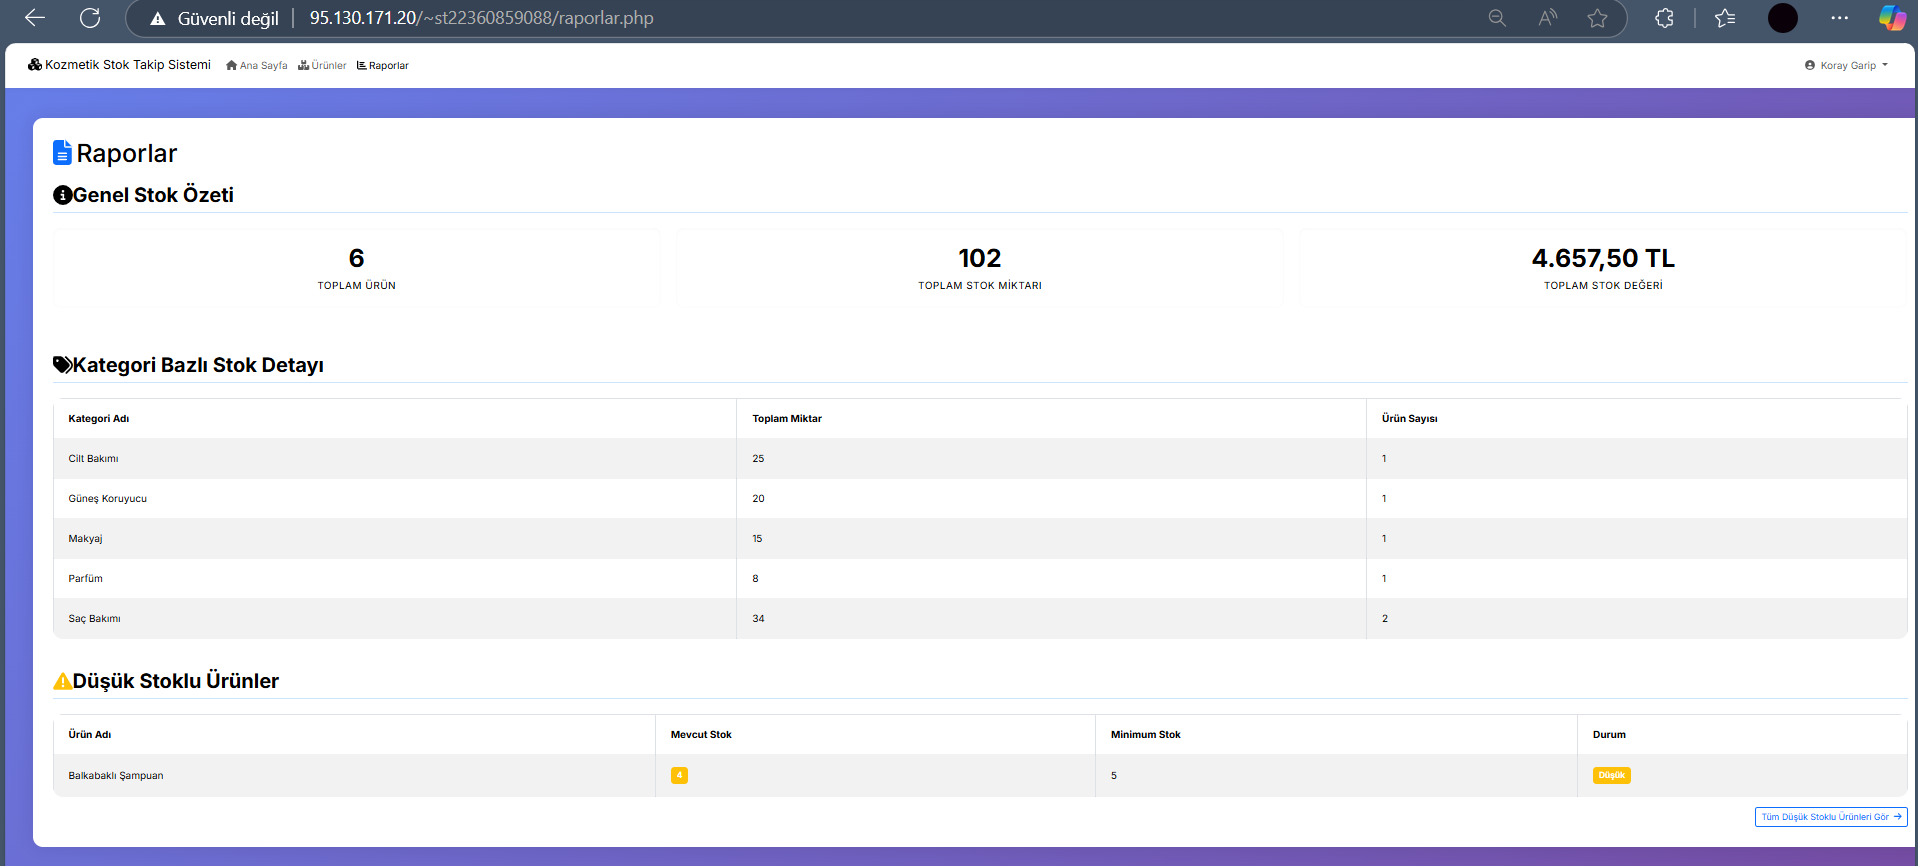 Güvenli değil 95.130.171.20/~st22360859088/raporlar.php
Kozmetik Stok Takip Sistemi Ana Sayfa Ürünler Raporlar Koray Garip
Raporlar
Genel Stok Özeti
6 102 4.657,50 TL
TOPLAM ÜRÜN TOPLAM STOK MİKTARI TOPLAM STOK DEĞERİ
Kategori Bazlı Stok Detayı
Kategori Adı Toplam Miktar Ürün Sayısı
Cilt Bakımı 25 1
Güneş Koruyucu 20 1
Makyaj 15 1
Parfüm 8 1
Saç Bakımı 34 2
Düşük Stoklu Ürünler
Ürün Adı Mevcut Stok Minimum Stok Durum
Balkabaklı Şampuan 4 5 Düşük
Tüm Düşük Stoklu Ürünleri Gör